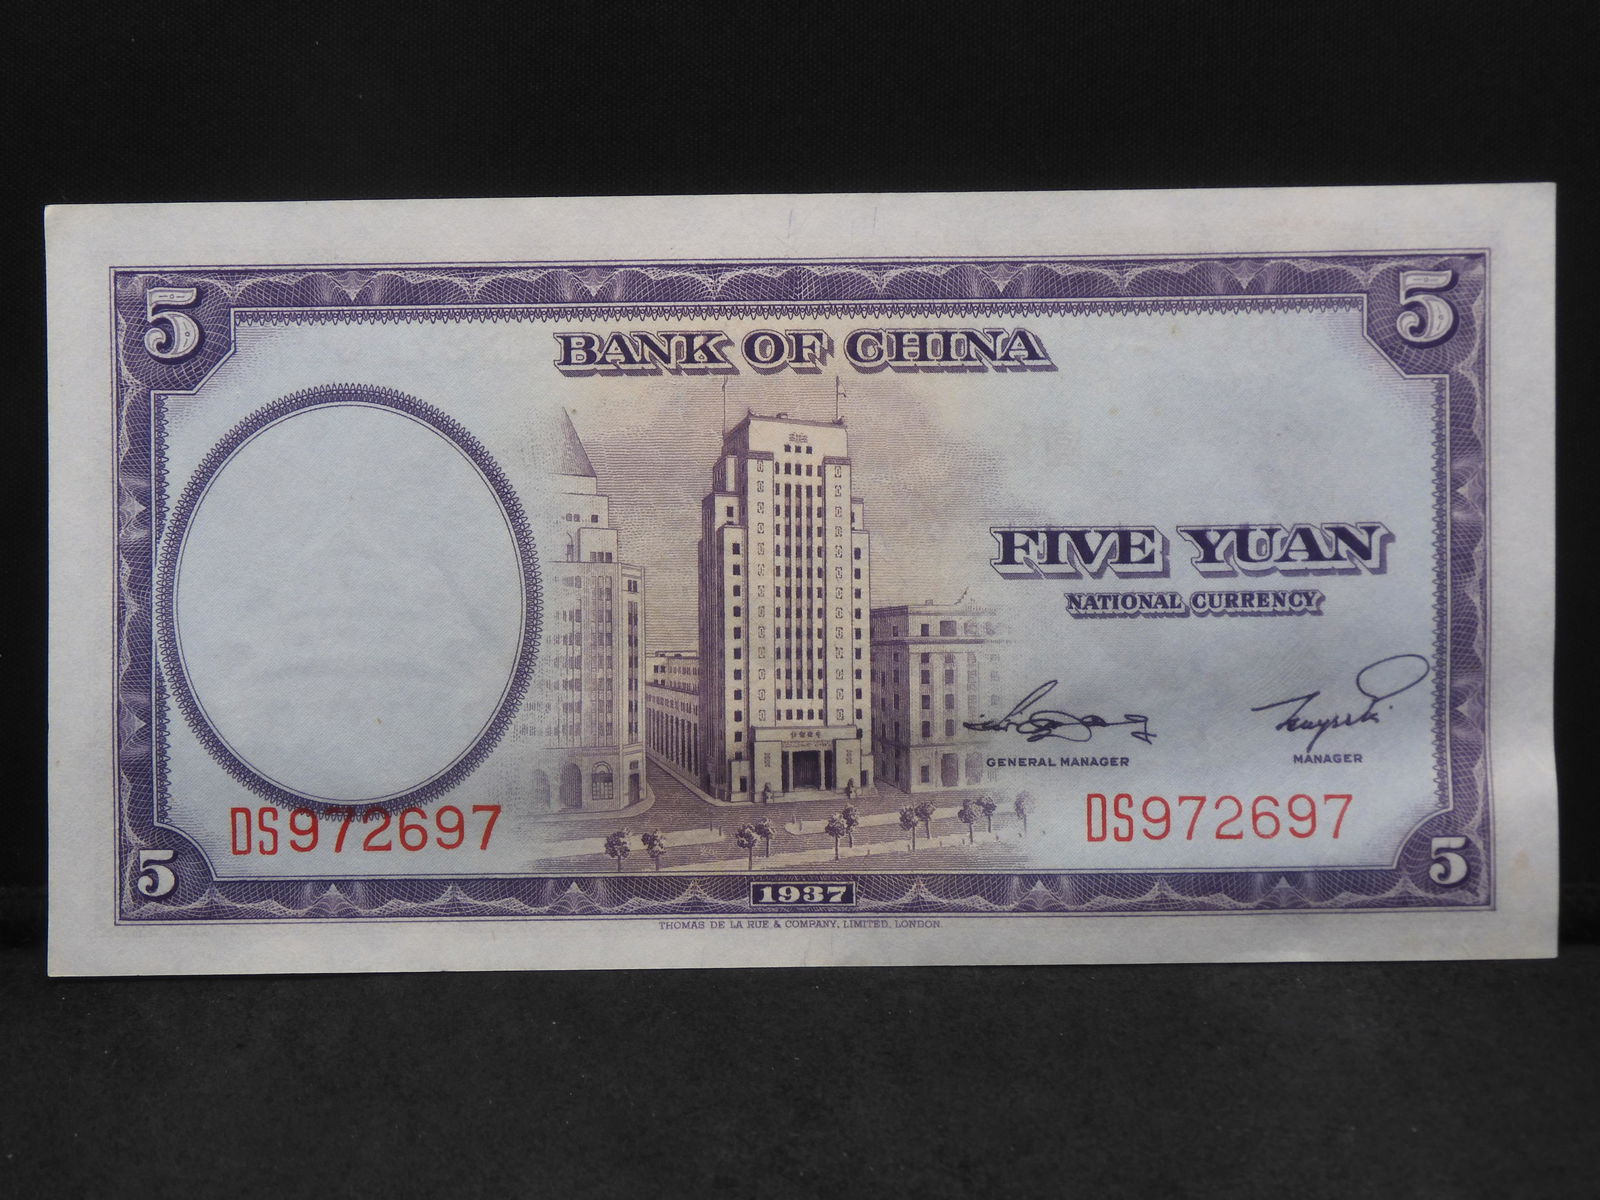 5 5
BANK OF CHINA
FIVE YUAN
NATIONAL CURRENCY
GENERAL MANAGER MANAGER
DS972697 DS972697
5 1937 5
THOMAS DE LA RUE & COMPANY, LIMITED, LONDON.